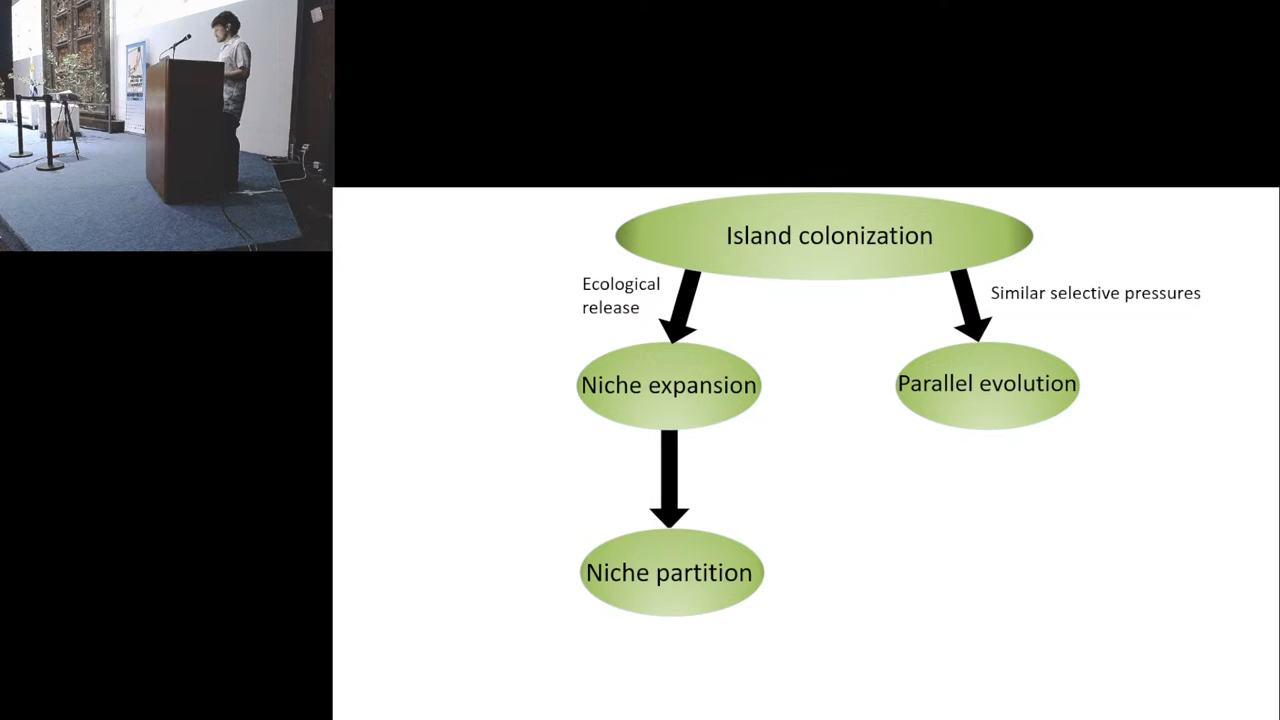 Island colonization
Ecological
release
Similar selective pressures
Niche expansion
Parallel evolution
Niche partition